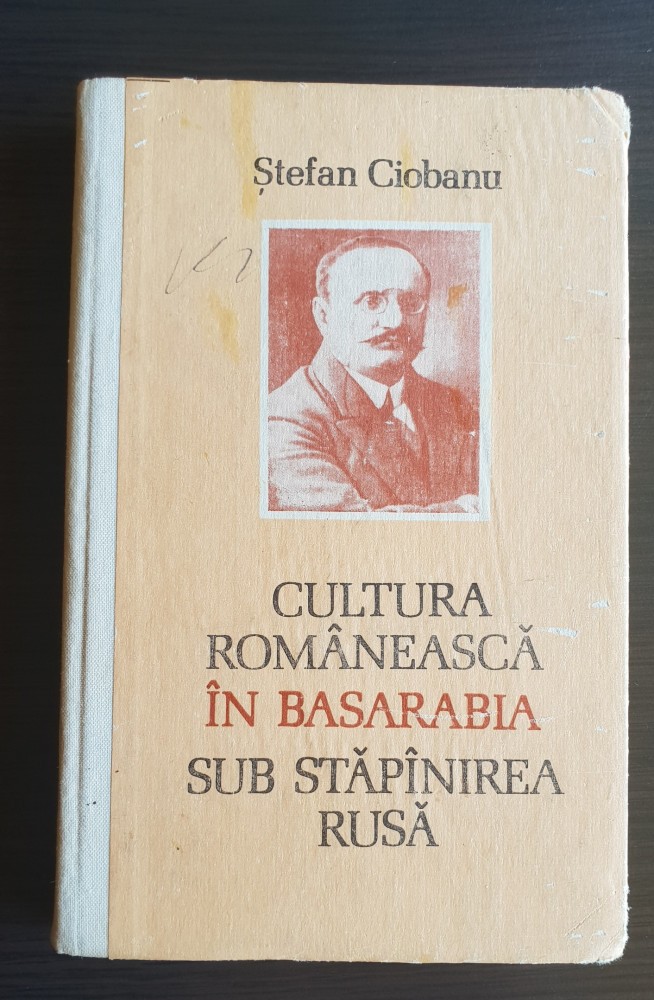 Ștefan Ciobanu
CULTURA
ROMÂNEASCĂ
ÎN BASARABIA
SUB STĂPÎNIREA
RUSĂ